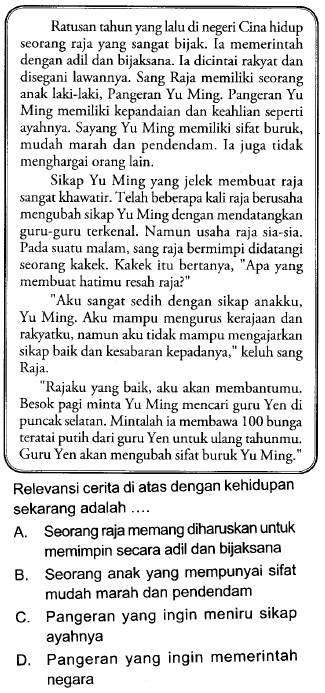 Ratusan tahun yang lalu di negeri Cina hidup
seorang raja yang sangat bijak. Ia memerintah
dengan adil dan bijaksana. Ia dicintai rakyat dan
disegani lawannya. Sang Raja memiliki seorang
anak laki-laki, Pangeran Yu Ming. Pangeran Yu
Ming memiliki kepandaian dan keahlian seperti
ayahnya. Sayang Yu Ming memiliki sifat buruk,
mudah marah dan pendendam. Ia juga tidak
menghargai orang lain.
Sikap Yu Ming yang jelek membuat raja
sangat khawatir. Telah beberapa kali raja berusaha
mengubah sikap Yu Ming dengan mendatangkan
guru-guru terkenal. Namun usaha raja sia-sia.
Pada suatu malam, sang raja bermimpi didatangi
seorang kakek. Kakek itu bertanya, "Apa yang
membuat hatimu resah raja?"
"Aku sangat sedih dengan sikap anakku,
Yu Ming. Aku mampu mengurus kerajaan dan
rakyatku, namun aku tidak mampu mengajarkan
sikap baik dan kesabaran kepadanya," keluh sang
Raja.
"Rajaku yang baik, aku akan membantumu.
Besok pagi minta Yu Ming mencari guru Yen di
puncak selatan. Mintalah ia membawa 100 bunga
teratai putih dari guru Yen untuk ulang tahunmu.
Guru Yen akan mengubah sifat buruk Yu Ming."
Relevansi cerita di atas dengan kehidupan
sekarang adalah ....
A. Seorang raja memang diharuskan untuk
memimpin secara adil dan bijaksana
B. Seorang anak yang mempunyai sifat
mudah marah dan pendendam
C. Pangeran yang ingin meniru sikap
ayahnya
D. Pangeran yang ingin memerintah
negara